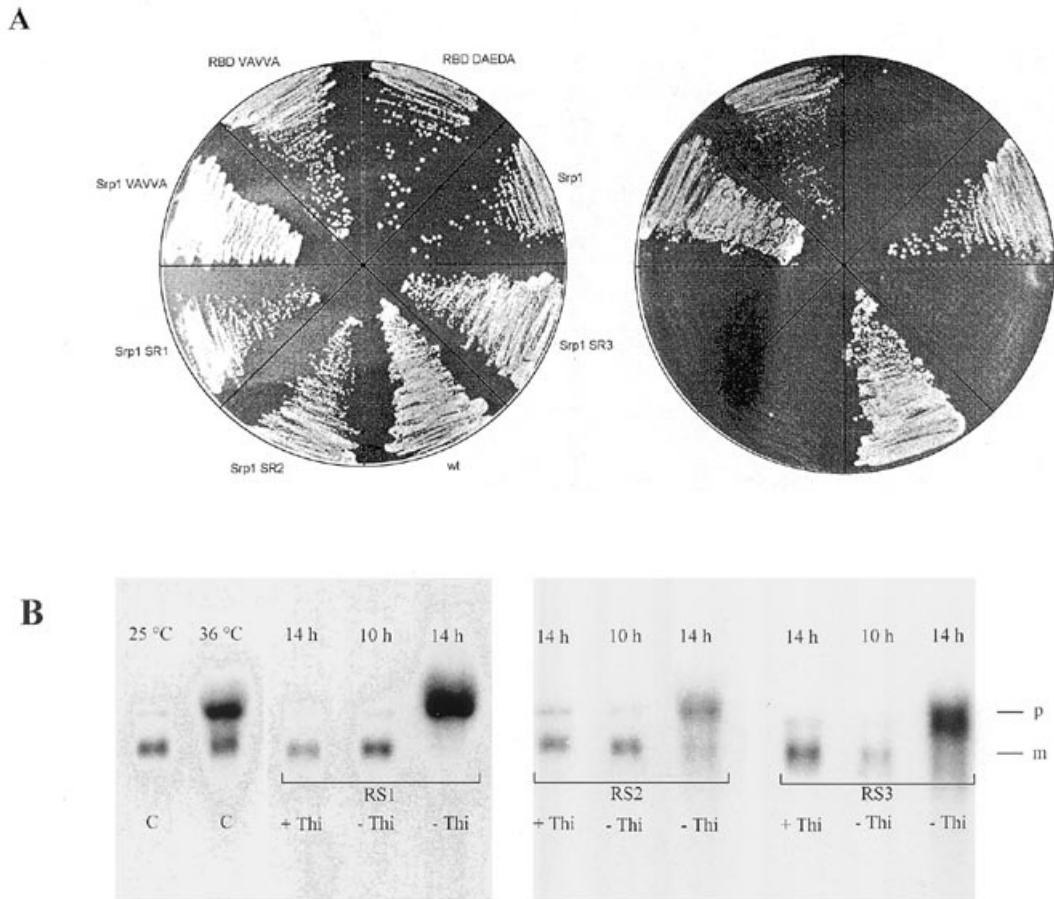 A
RBD VAVVA RBD DAEDA
Srp1 VAVVA Srp1
Srp1 SR1 Srp1 SR3
Srp1 SR2 wt
B
25 °C 36 °C 14 h 10 h 14 h 14 h 10 h 14 h 14 h 10 h 14 h
p
m
RS1 RS2 RS3
C C + Thi - Thi - Thi + Thi - Thi - Thi + Thi - Thi - Thi